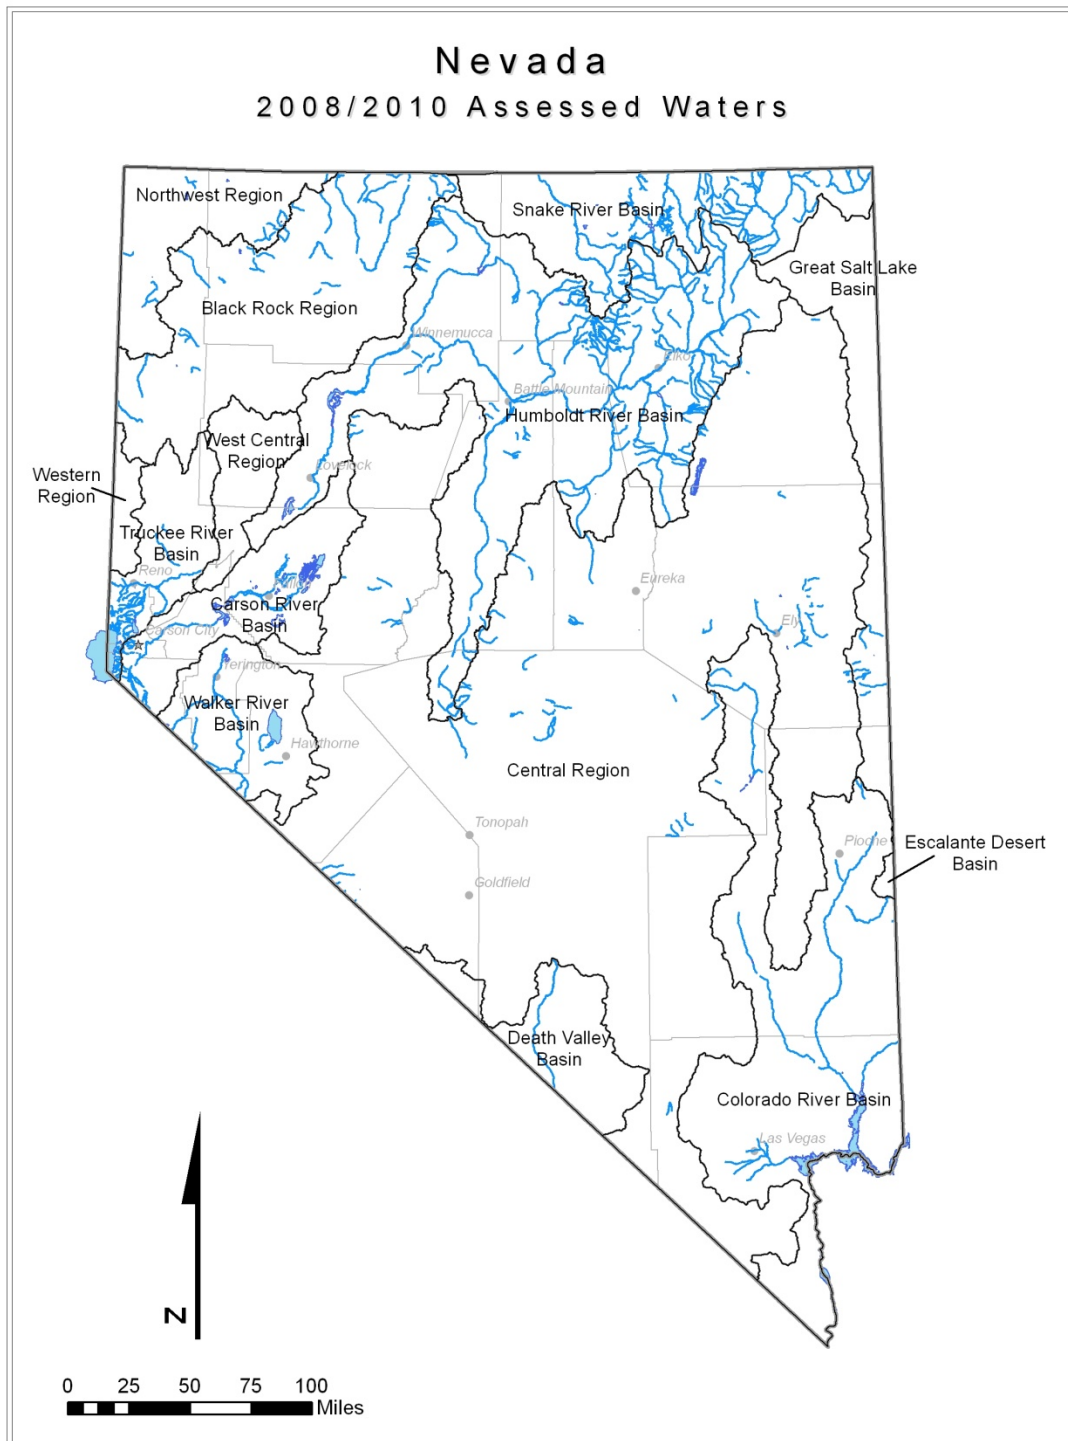 Nevada
2008/2010 Assessed Waters
Northwest Region
Snake River Basin
Great Salt Lake
Basin
Black Rock Region
Winnemucca
Elko
Battle Mountain
Humboldt River Basin
West Central
Region
Lovelock
Western
Region
Truckee River
Basin
Reno
Fallon
Carson River
Basin
Carson City
Eureka
Ely
Yerington
Walker River
Basin
Hawthorne
Central Region
Tonopah
Pioche
Escalante Desert
Basin
Goldfield
Death Valley
Basin
Colorado River Basin
Las Vegas
N
0 25 50 75 100
Miles